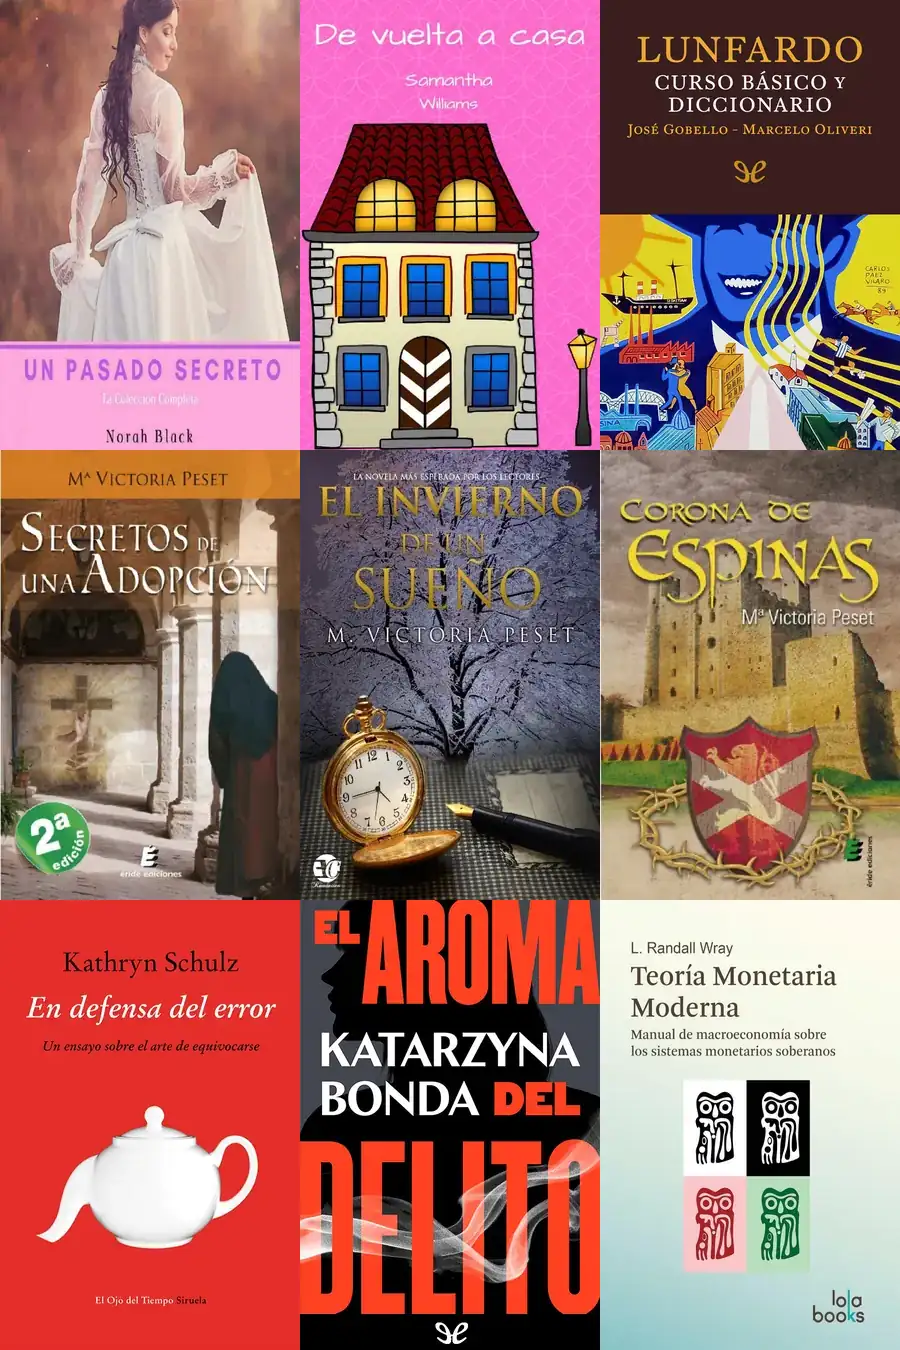 UN PASADO SECRETO
La Colección Completa
Norah Black
De vuelta a casa
Samantha
Williams
LUNFARDO
CURSO BÁSICO Y
DICCIONARIO
JOSÉ GOBELLO - MARCELO OLIVERI
CARLOS
PAEZ
VILARO
89
Mª VICTORIA PESET
SECRETOS DE
UNA ADOPCIÓN
2ª
edición
éride ediciones
LA NOVELA MÁS ESPERADA POR LOS LECTORES
EL INVIERNO
DE UN
SUEÑO
M. VICTORIA PESET
CORONA DE
ESPINAS
Mª Victoria Peset
éride ediciones
Kathryn Schulz
En defensa del error
Un ensayo sobre el arte de equivocarse
El Ojo del Tiempo Siruela
EL AROMA
KATARZYNA
BONDA DEL
DELITO
L. Randall Wray
Teoría Monetaria
Moderna
Manual de macroeconomía sobre
los sistemas monetarios soberanos
lola
books